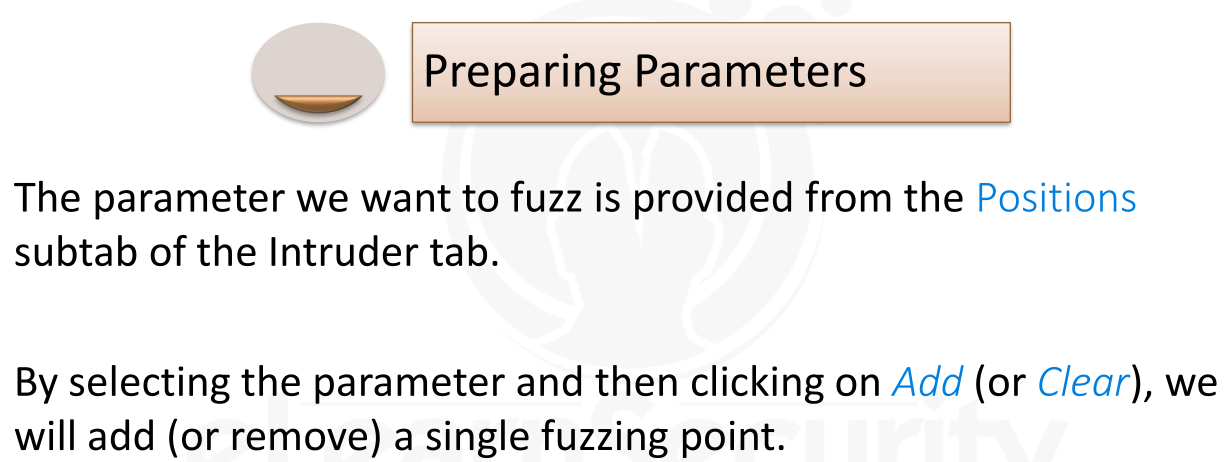 Preparing Parameters
The parameter we want to fuzz is provided from the Positions
subtab of the Intruder tab.
By selecting the parameter and then clicking on Add (or Clear), we
will add (or remove) a single fuzzing point.